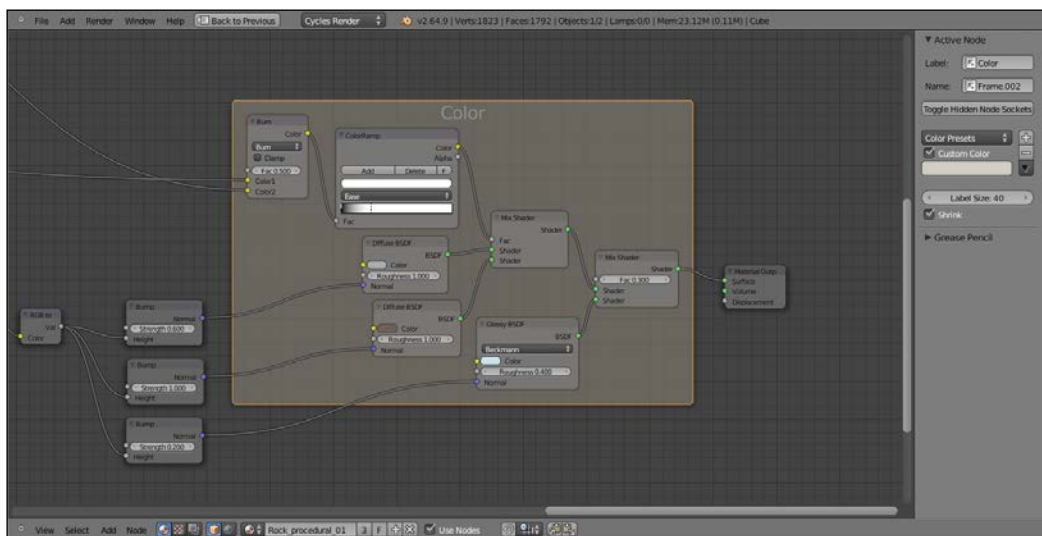 File Add Render Window Help Back to Previous Cycles Render v2.64.9 | Verts:1823 | Faces:1792 | Objects:1/2 | Lamps:0/0 | Mem:23.12M (0.11M) | Cube
Active Node
Label: Color
Name: Frame.002
Toggle Hidden Node Sockets
Color Presets
Custom Color
Label Size: 40
Shrink
Grease Pencil
Color
Burn
Color
Burn
Clamp
Fac 0.500
Color1
Color2
ColorRamp
Color
Alpha
Add Delete F
Ease
Fac
Mix Shader
Shader
Fac
Shader
Shader
Diffuse BSDF
BSDF
Color
Roughness 1.000
Normal
Mix Shader
Shader
Fac 0.300
Shader
Shader
Material Outp
Surface
Volume
Displacement
Diffuse BSDF
BSDF
Color
Roughness 1.000
Normal
Glossy BSDF
BSDF
Beckmann
Color
Roughness 0.400
Normal
RGB to
Val
Color
Bump
Normal
Strength 0.600
Height
Bump
Normal
Strength 1.000
Height
Bump
Normal
Strength 0.200
Height
View Select Add Node Rock_procedural_01 3 F Use Nodes